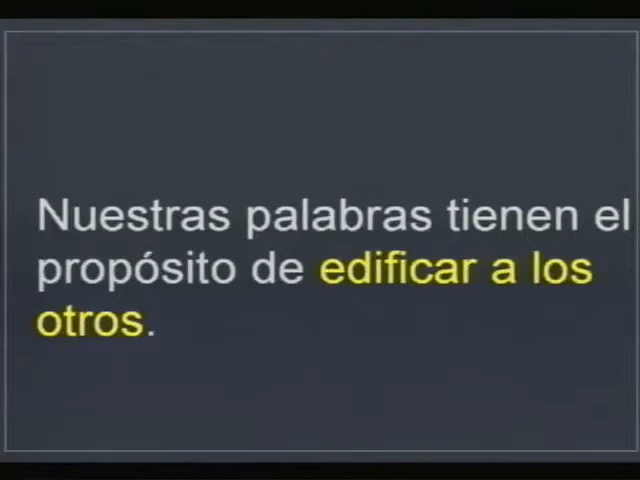 Nuestras palabras tienen el
propósito de edificar a los
otros.